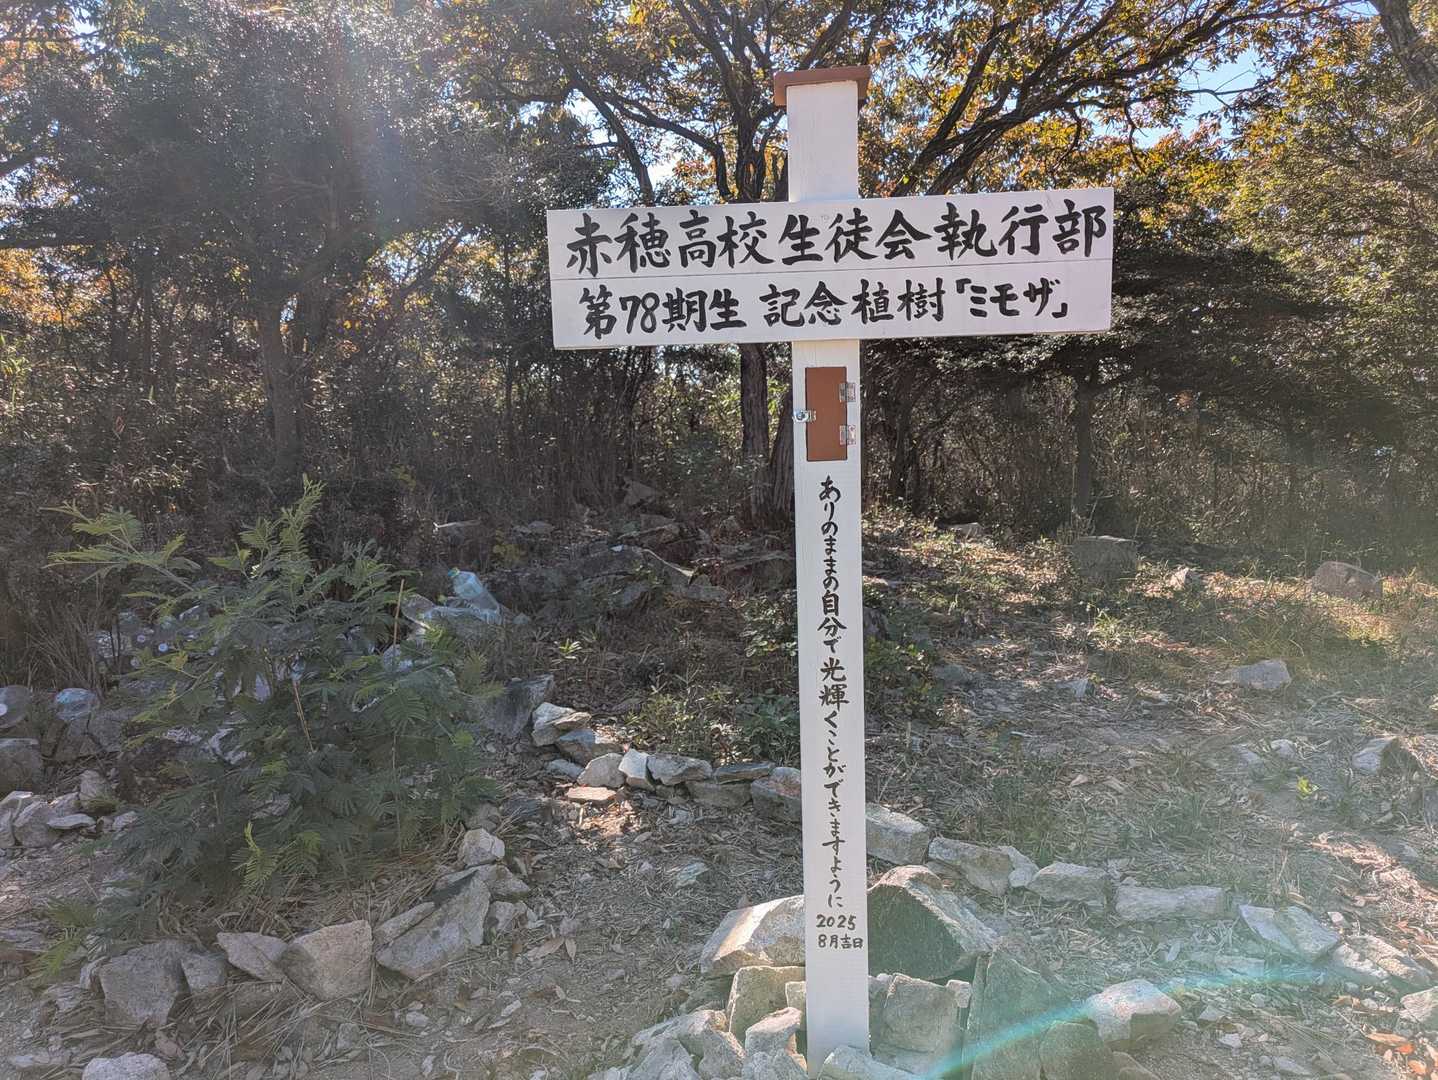 赤穂高校生徒会執行部
第78期生 記念植樹「ミモザ」
ありのままの自分で光輝くことができますように
2025
8月吉日